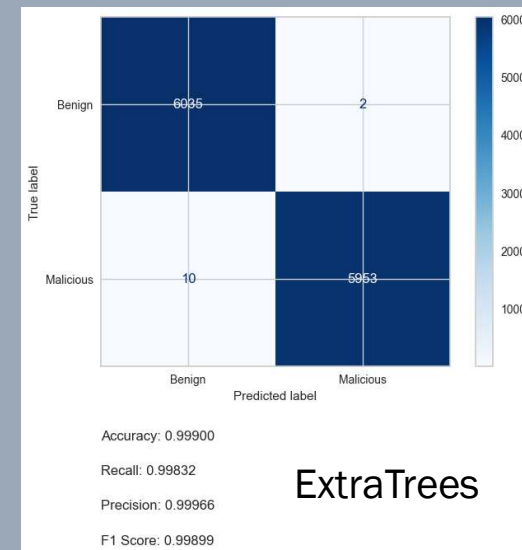 6000
Benign 6035 2
5000
4000
True label
3000
2000
Malicious 10 5953
1000
Benign Malicious
Predicted label
Accuracy: 0.99900
Recall: 0.99832
Precision: 0.99966
F1 Score: 0.99899
ExtraTrees